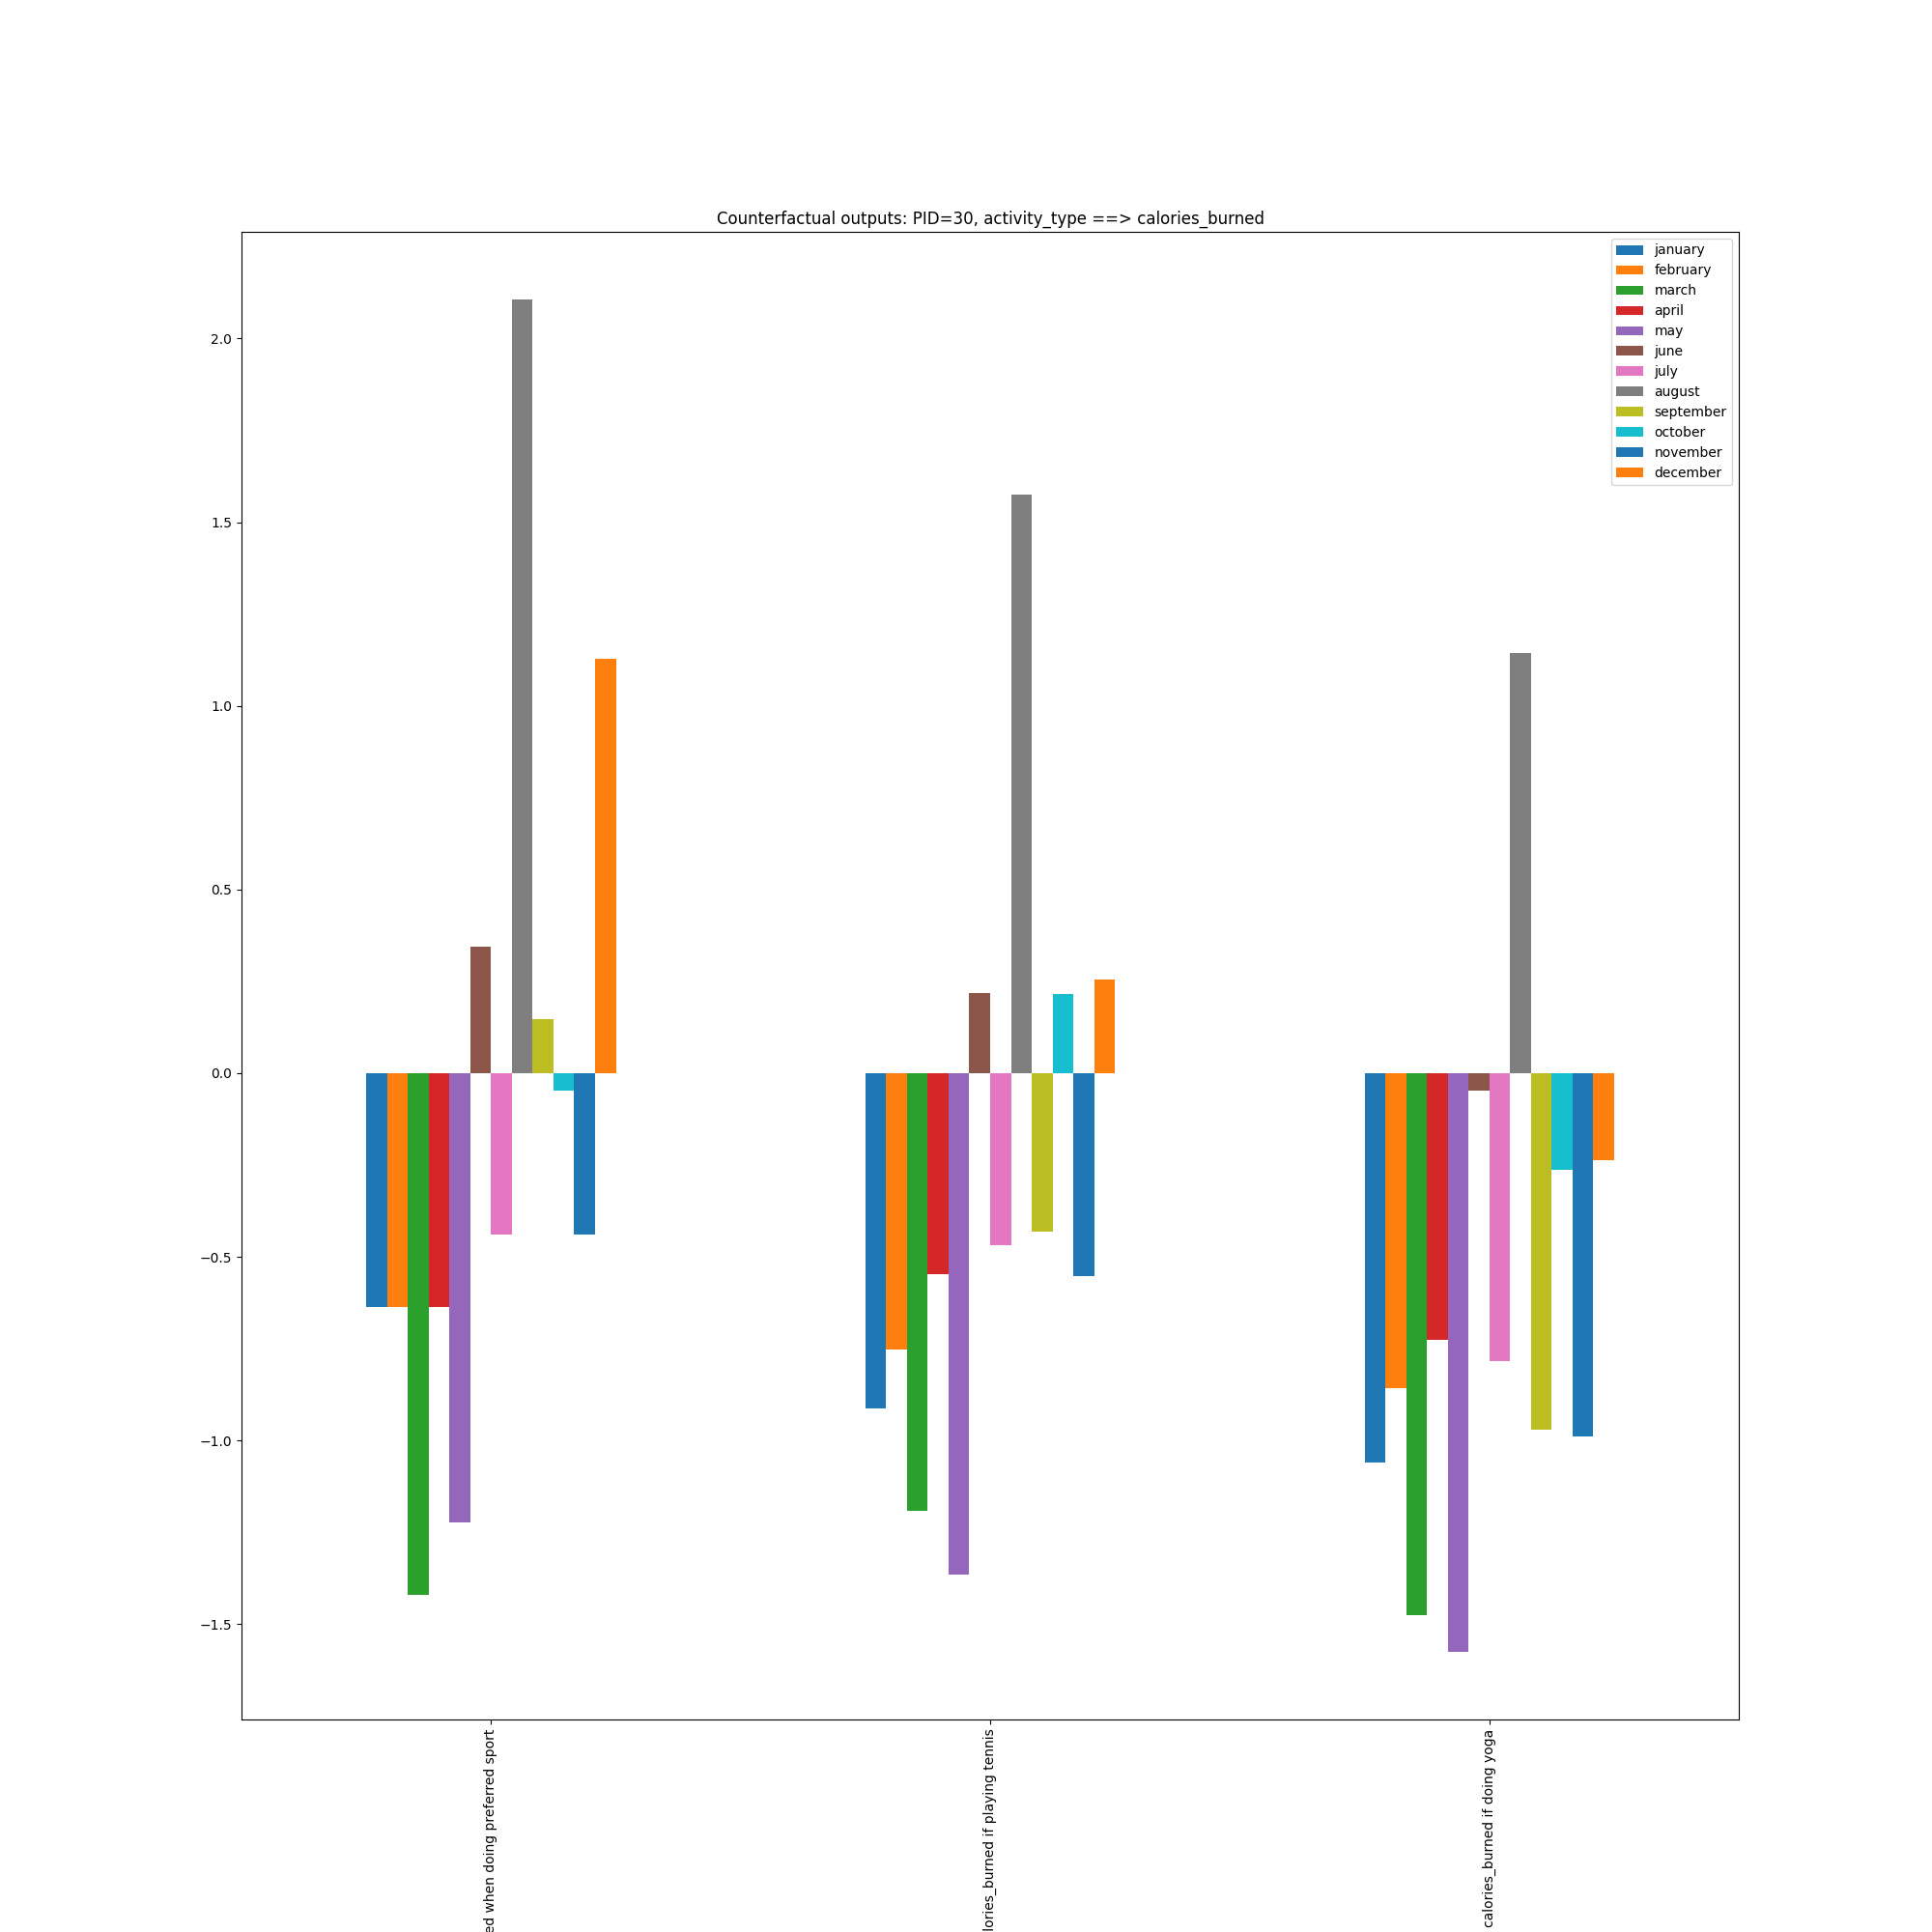 Counterfactual outputs: PID=30, activity_type ==> calories_burned
january
february
march
april
may
june
july
august
september
october
november
december
2.0
1.5
1.0
0.5
0.0
−0.5
−1.0
−1.5
when doing preferred sport
if playing tennis
calories_burned if doing yoga